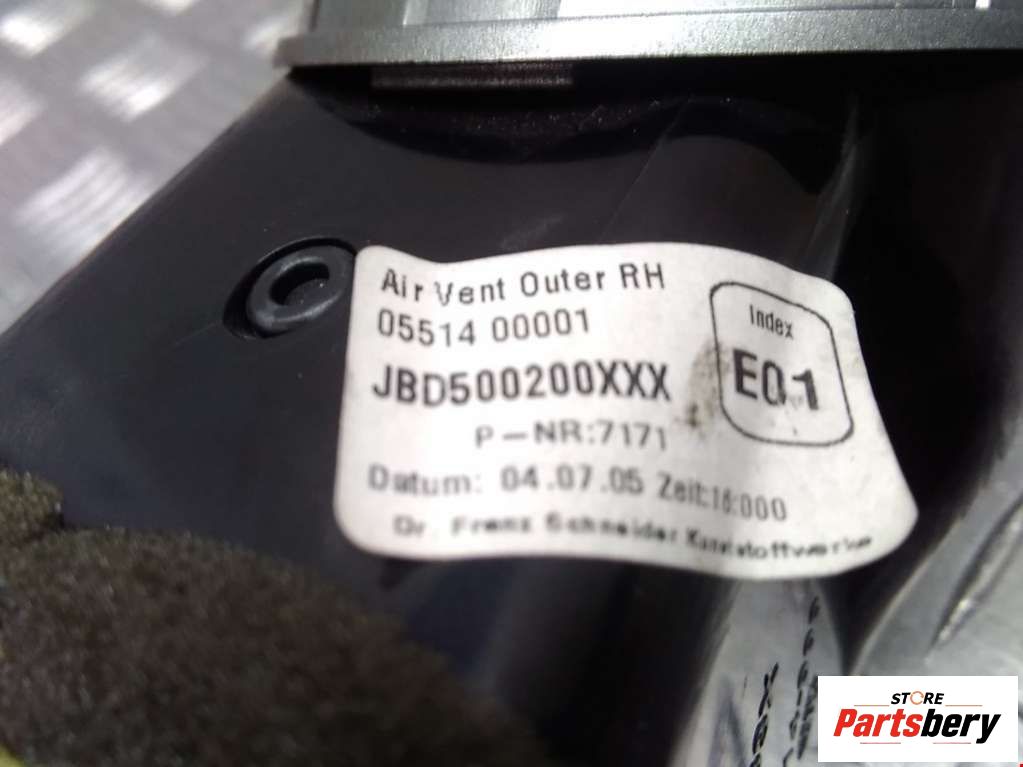 Air Vent Outer RH
05514 00001
JBD500200XXX
Index
E01
P-NR:7171
Datum: 04.07.05 Zeit:16:000
Dr. Franz Schneider Kunststoffwerke
STORE
Partsbery